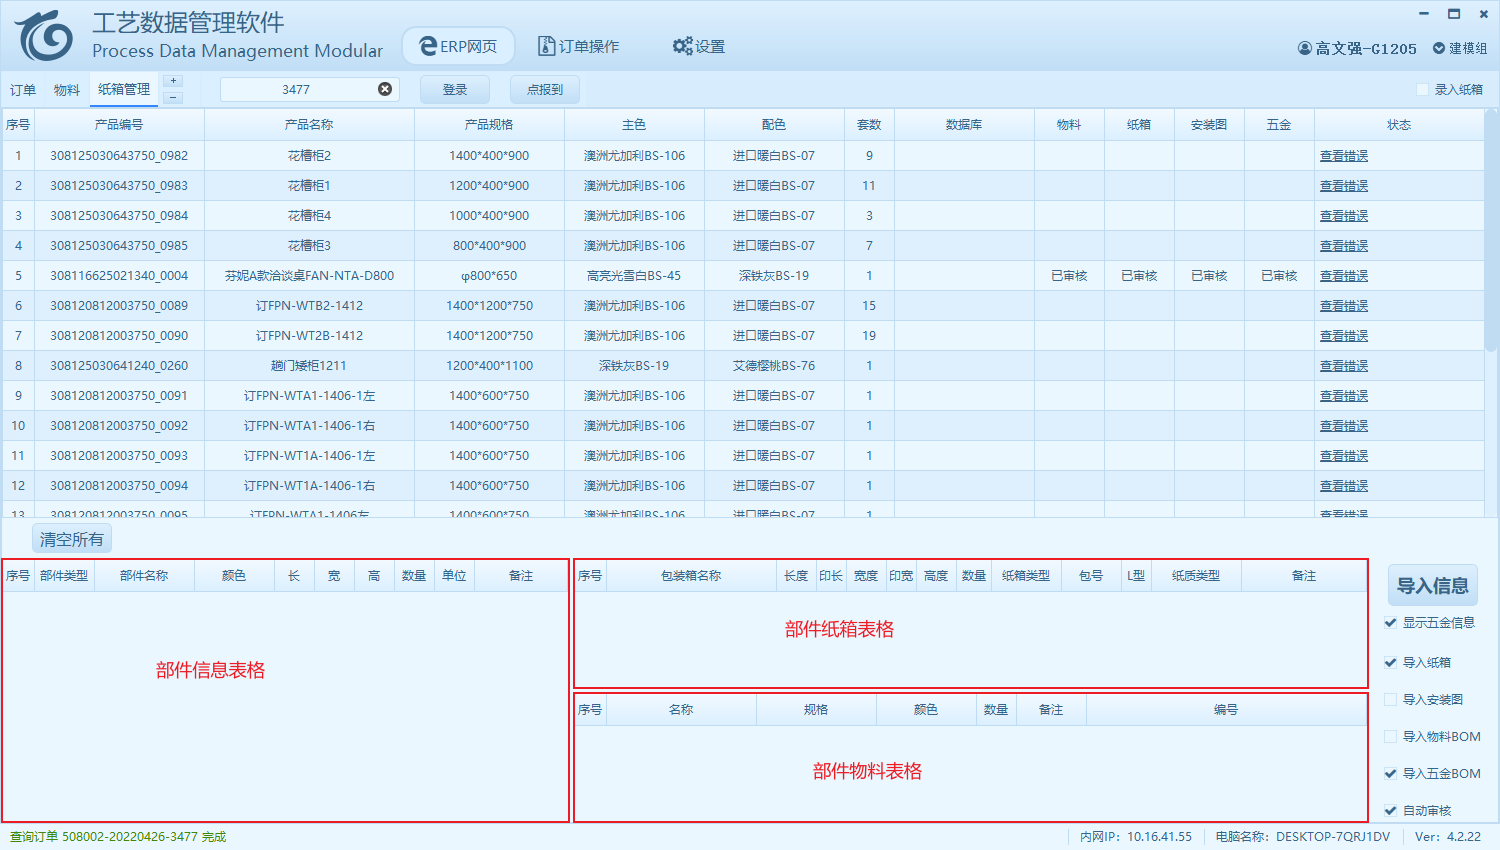 工艺数据管理软件
Process Data Management Modular
ERP网页 订单操作 设置
高文强-G1205 建模组
订单 物料 纸箱管理 + − 3477 登录 点报到 录入纸箱
序号 产品编号 产品名称 产品规格 主色 配色 套数 数据库 物料 纸箱 安装图 五金 状态
1 308125030643750_0982 花槽柜2 1400*400*900 澳洲尤加利BS-106 进口暖白BS-07 9 查看错误
2 308125030643750_0983 花槽柜1 1200*400*900 澳洲尤加利BS-106 进口暖白BS-07 11 查看错误
3 308125030643750_0984 花槽柜4 1000*400*900 澳洲尤加利BS-106 进口暖白BS-07 3 查看错误
4 308125030643750_0985 花槽柜3 800*400*900 澳洲尤加利BS-106 进口暖白BS-07 7 查看错误
5 308116625021340_0004 芬妮A款洽谈桌FAN-NTA-D800 φ800*650 高亮光雪白BS-45 深铁灰BS-19 1 已审核 已审核 已审核 已审核 查看错误
6 308120812003750_0089 订FPN-WTB2-1412 1400*1200*750 澳洲尤加利BS-106 进口暖白BS-07 15 查看错误
7 308120812003750_0090 订FPN-WT2B-1412 1400*1200*750 澳洲尤加利BS-106 进口暖白BS-07 19 查看错误
8 308125030641240_0260 趟门矮柜1211 1200*400*1100 深铁灰BS-19 艾德樱桃BS-76 1 查看错误
9 308120812003750_0091 订FPN-WTA1-1406-1左 1400*600*750 澳洲尤加利BS-106 进口暖白BS-07 1 查看错误
10 308120812003750_0092 订FPN-WTA1-1406-1右 1400*600*750 澳洲尤加利BS-106 进口暖白BS-07 1 查看错误
11 308120812003750_0093 订FPN-WT1A-1406-1左 1400*600*750 澳洲尤加利BS-106 进口暖白BS-07 1 查看错误
12 308120812003750_0094 订FPN-WT1A-1406-1右 1400*600*750 澳洲尤加利BS-106 进口暖白BS-07 1 查看错误
13 308120812003750_0095 订FPN-WTA1-1406左 1400*600*750 澳洲尤加利BS-106 进口暖白BS-07 1 查看错误
清空所有
序号 部件类型 部件名称 颜色 长 宽 高 数量 单位 备注
部件信息表格
序号 包装箱名称 长度 印长 宽度 印宽 高度 数量 纸箱类型 包号 L型 纸质类型 备注
部件纸箱表格
序号 名称 规格 颜色 数量 备注 编号
部件物料表格
导入信息
显示五金信息
导入纸箱
导入安装图
导入物料BOM
导入五金BOM
自动审核
查询订单 508002-20220426-3477 完成
内网IP: 10.16.41.55 电脑名称: DESKTOP-7QRJ1DV Ver: 4.2.22